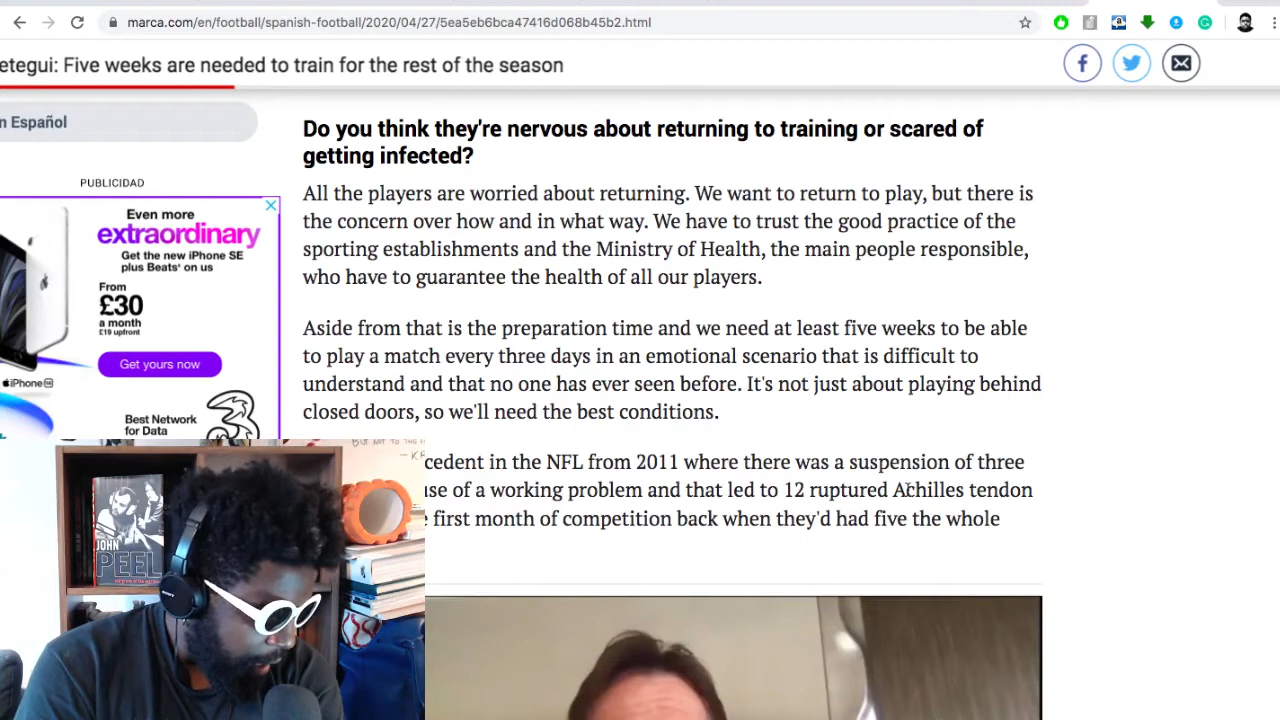 marca.com/en/football/spanish-football/2020/04/27/5ea5eb6bca47416d068b45b2.html
etegui: Five weeks are needed to train for the rest of the season
n Español
Do you think they're nervous about returning to training or scared of
getting infected?
All the players are worried about returning. We want to return to play, but there is
the concern over how and in what way. We have to trust the good practice of the
sporting establishments and the Ministry of Health, the main people responsible,
who have to guarantee the health of all our players.
Aside from that is the preparation time and we need at least five weeks to be able
to play a match every three days in an emotional scenario that is difficult to
understand and that no one has ever seen before. It's not just about playing behind
closed doors, so we'll need the best conditions.
cedent in the NFL from 2011 where there was a suspension of three
use of a working problem and that led to 12 ruptured Achilles tendon
first month of competition back when they'd had five the whole
PUBLICIDAD
Even more
extraordinary
Get the new iPhone SE
plus Beats¹ on us
From
£30
a month
£19 upfront
Get yours now
iPhone SE
Best Network
for Data
BUT NOT TO THE
JOHN
PEEL